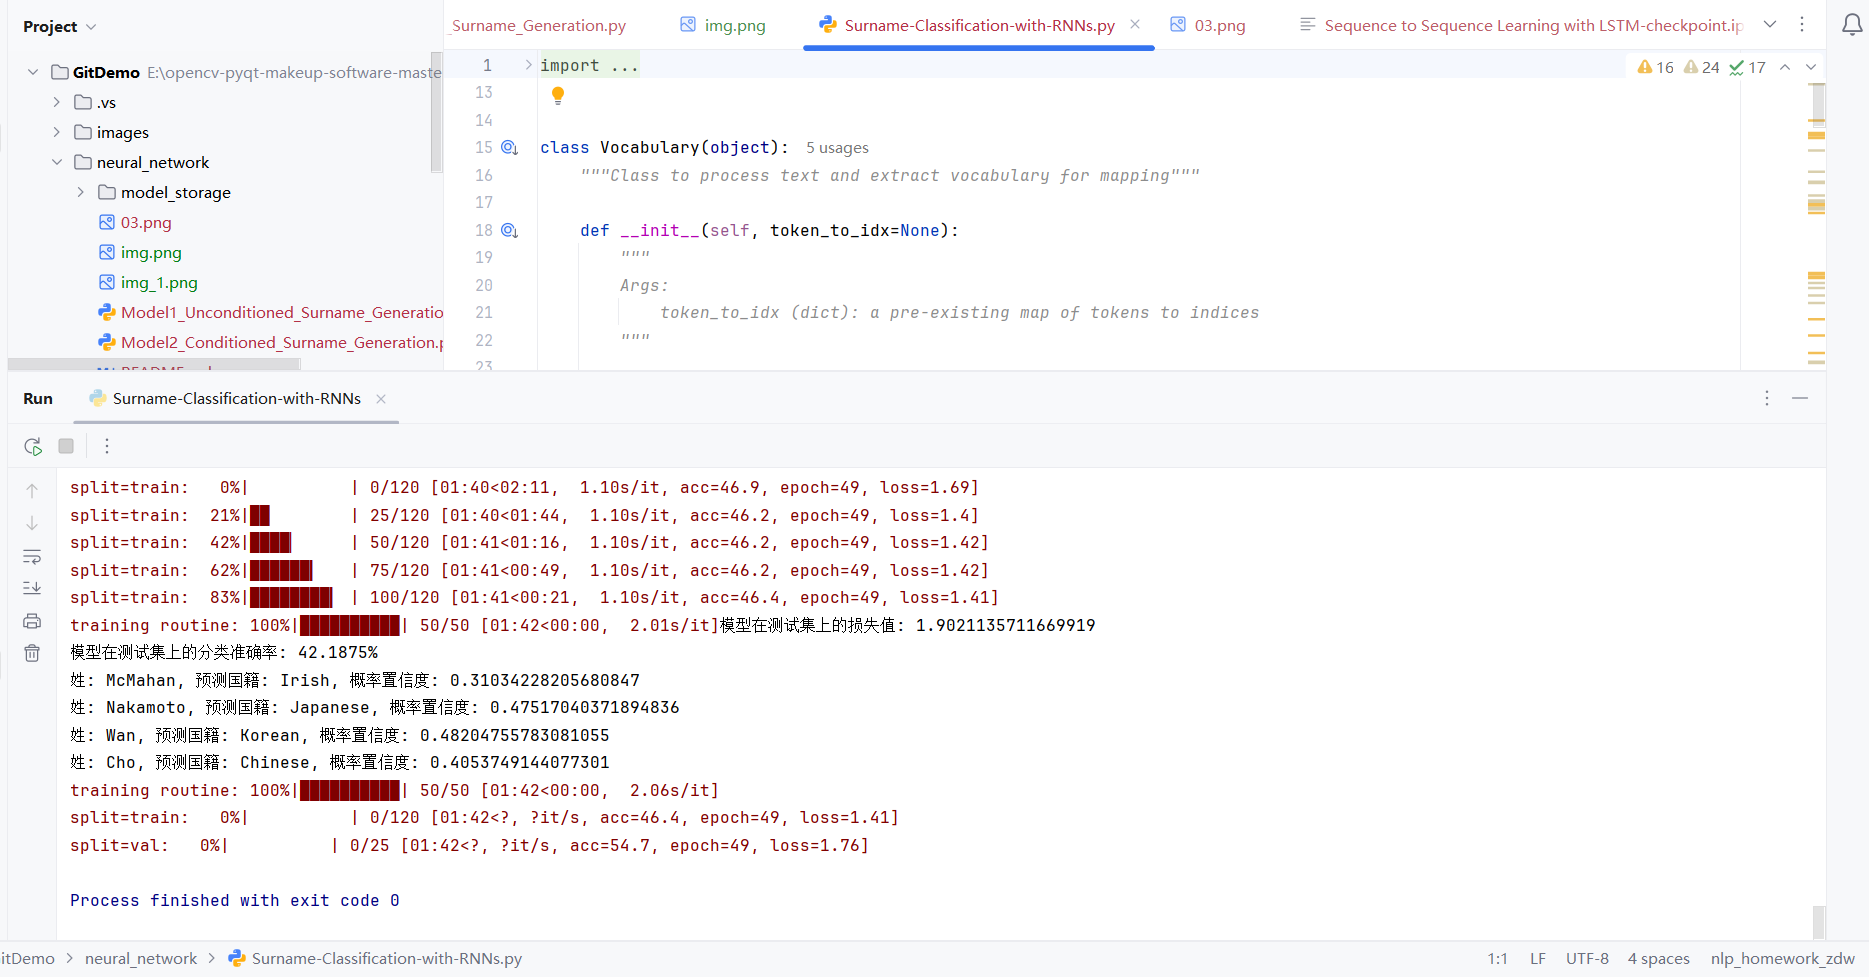 Project
Surname_Generation.py
img.png
Surname-Classification-with-RNNs.py
03.png
Sequence to Sequence Learning with LSTM-checkpoint.ip
GitDemo E:\opencv-pyqt-makeup-software-maste
.vs
images
neural_network
model_storage
03.png
img.png
img_1.png
Model1_Unconditioned_Surname_Generatio
Model2_Conditioned_Surname_Generation.p
16 24 17
1 import ...
13
14
15 class Vocabulary(object): 5 usages
16 """Class to process text and extract vocabulary for mapping"""
17
18 def __init__(self, token_to_idx=None):
19 """
20 Args:
21 token_to_idx (dict): a pre-existing map of tokens to indices
22 """
23
Run Surname-Classification-with-RNNs
split=train: 0%| | 0/120 [01:40<02:11, 1.10s/it, acc=46.9, epoch=49, loss=1.69]
split=train: 21%|██ | 25/120 [01:40<01:44, 1.10s/it, acc=46.2, epoch=49, loss=1.4]
split=train: 42%|████▏ | 50/120 [01:41<01:16, 1.10s/it, acc=46.2, epoch=49, loss=1.42]
split=train: 62%|██████▎ | 75/120 [01:41<00:49, 1.10s/it, acc=46.2, epoch=49, loss=1.42]
split=train: 83%|████████▎ | 100/120 [01:41<00:21, 1.10s/it, acc=46.4, epoch=49, loss=1.41]
training routine: 100%|██████████| 50/50 [01:42<00:00, 2.01s/it]模型在测试集上的损失值: 1.9021135711669919
模型在测试集上的分类准确率: 42.1875%
姓: McMahan, 预测国籍: Irish, 概率置信度: 0.31034228205680847
姓: Nakamoto, 预测国籍: Japanese, 概率置信度: 0.47517040371894836
姓: Wan, 预测国籍: Korean, 概率置信度: 0.48204755783081055
姓: Cho, 预测国籍: Chinese, 概率置信度: 0.4053749144077301
training routine: 100%|██████████| 50/50 [01:42<00:00, 2.06s/it]
split=train: 0%| | 0/120 [01:42<?, ?it/s, acc=46.4, epoch=49, loss=1.41]
split=val: 0%| | 0/25 [01:42<?, ?it/s, acc=54.7, epoch=49, loss=1.76]
Process finished with exit code 0
itDemo > neural_network > Surname-Classification-with-RNNs.py
1:1 LF UTF-8 4 spaces nlp_homework_zdw